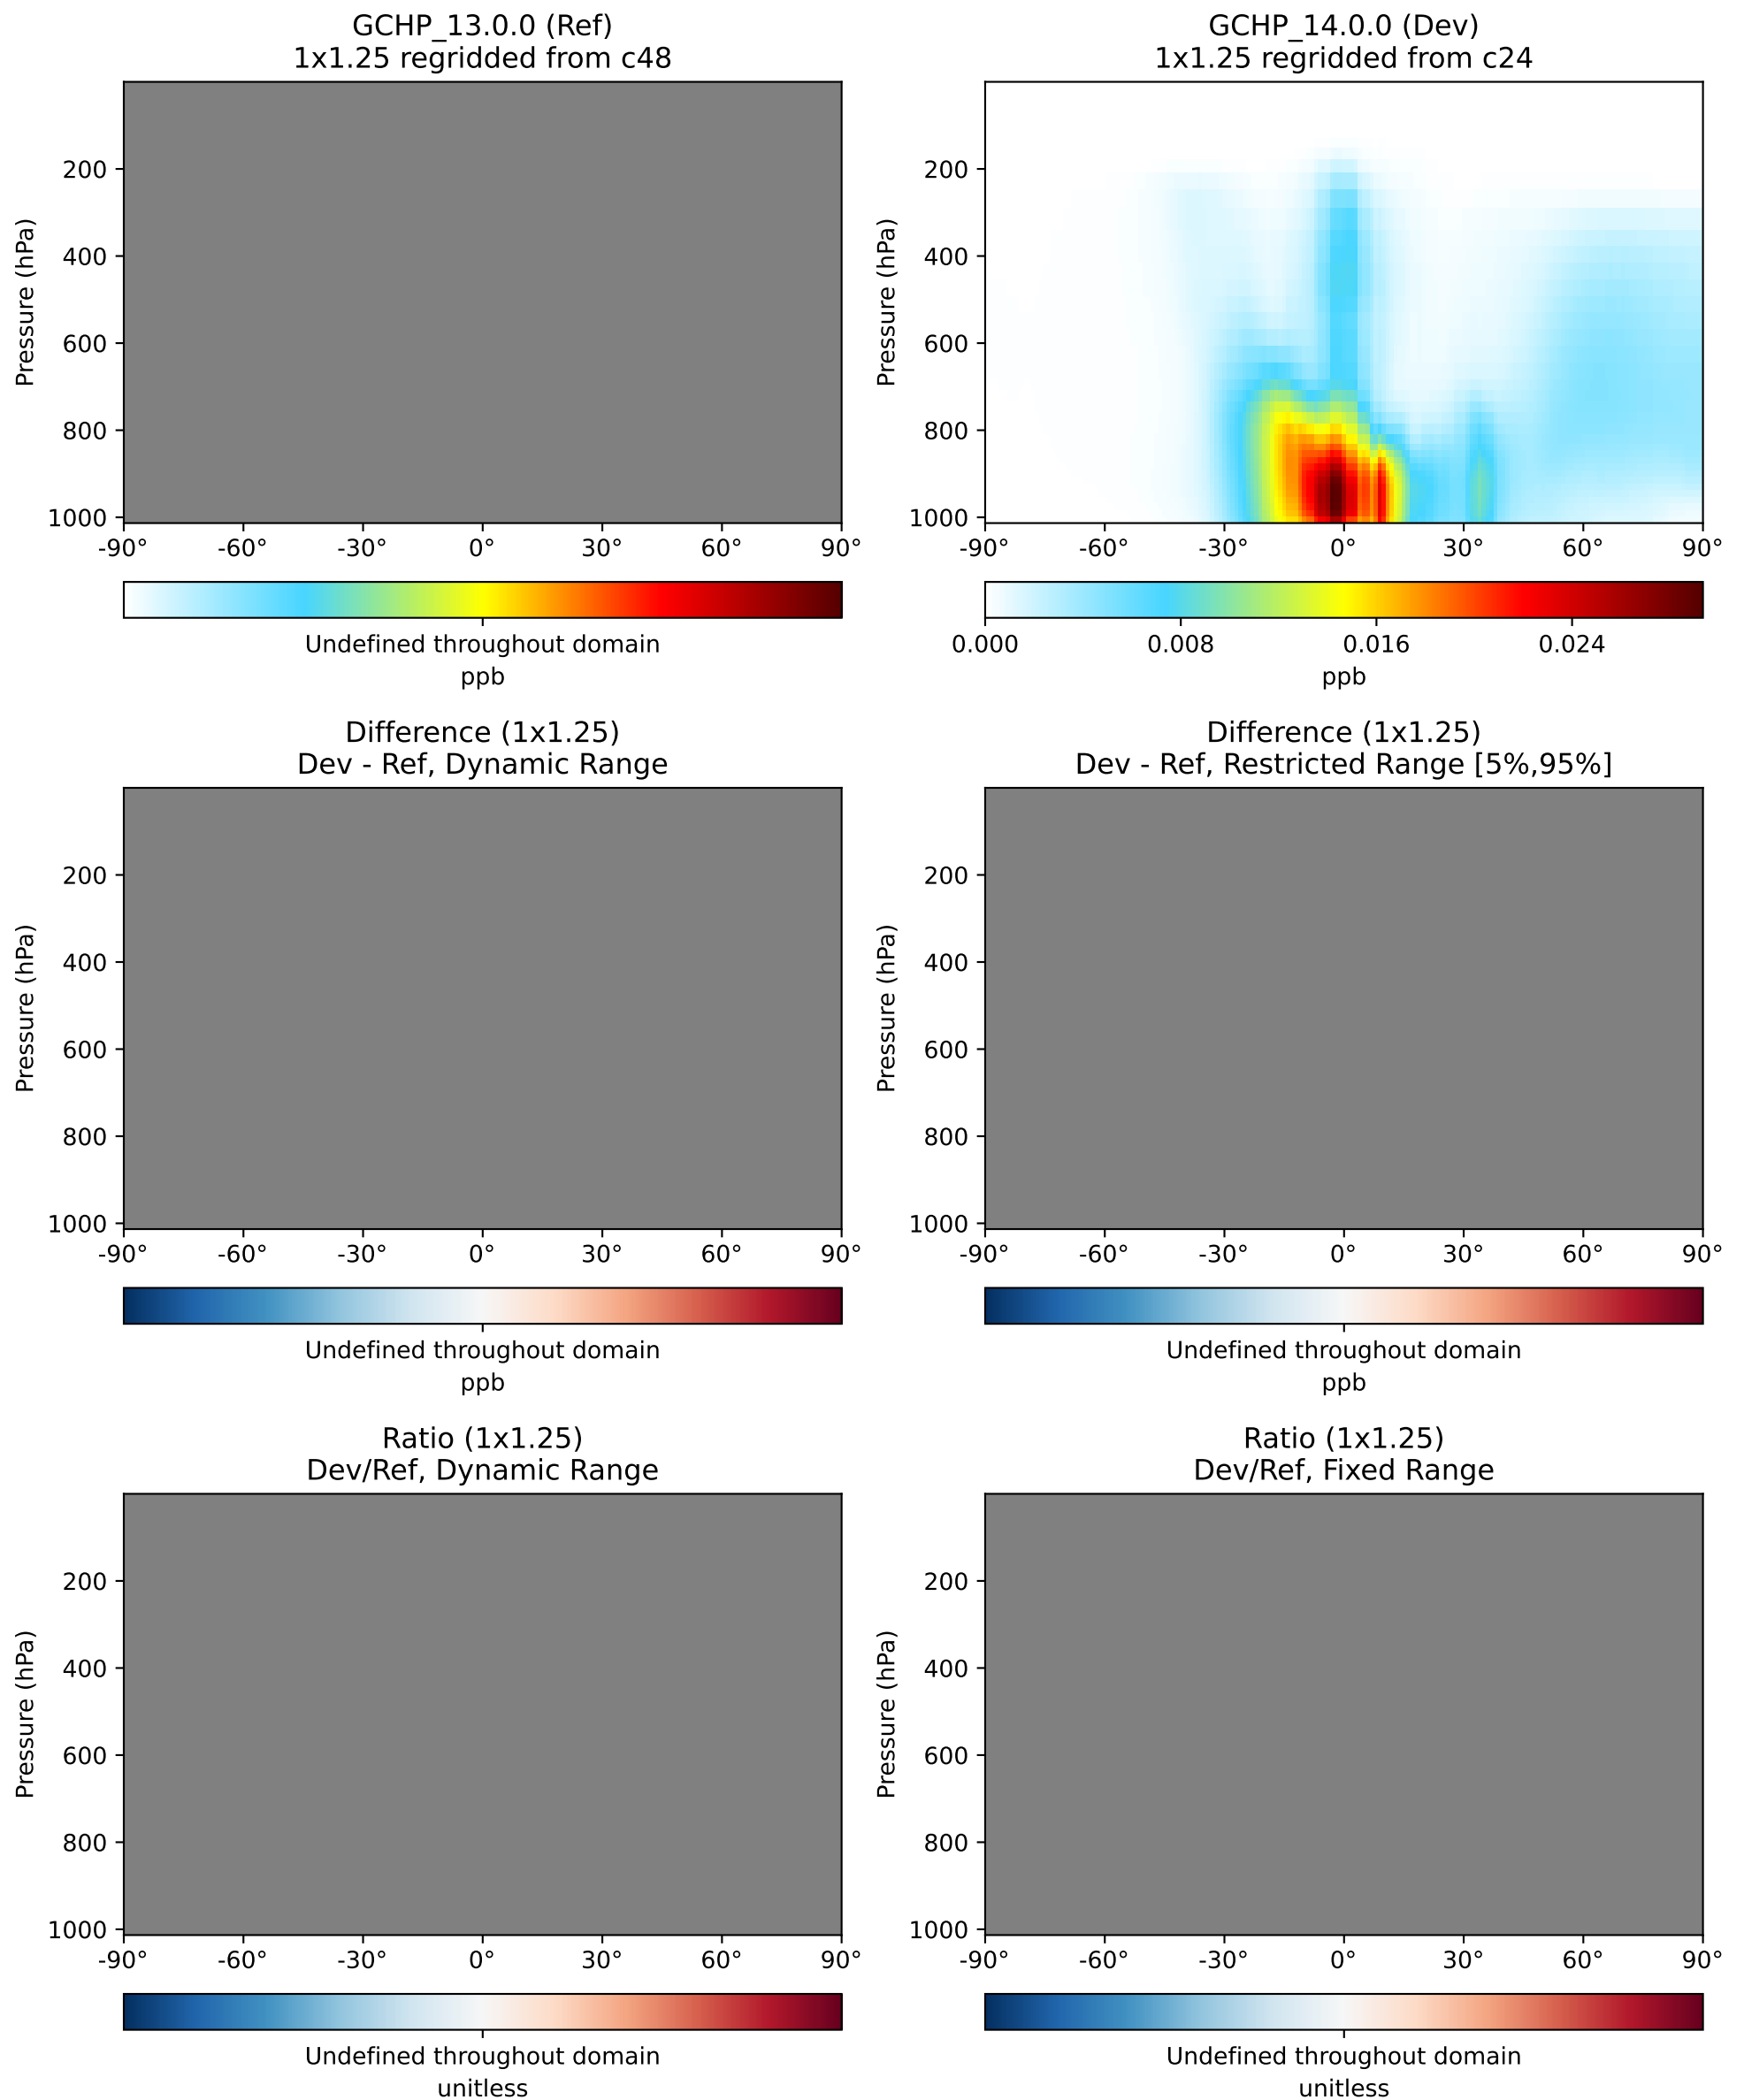 GCHP_13.0.0 (Ref)
1x1.25 regridded from c48
Pressure (hPa)
200
400
600
800
1000
-90° -60° -30° 0° 30° 60° 90°
Undefined throughout domain
ppb
GCHP_14.0.0 (Dev)
1x1.25 regridded from c24
Pressure (hPa)
200
400
600
800
1000
-90° -60° -30° 0° 30° 60° 90°
0.000 0.008 0.016 0.024
ppb
Difference (1x1.25)
Dev - Ref, Dynamic Range
Pressure (hPa)
200
400
600
800
1000
-90° -60° -30° 0° 30° 60° 90°
Undefined throughout domain
ppb
Difference (1x1.25)
Dev - Ref, Restricted Range [5%,95%]
Pressure (hPa)
200
400
600
800
1000
-90° -60° -30° 0° 30° 60° 90°
Undefined throughout domain
ppb
Ratio (1x1.25)
Dev/Ref, Dynamic Range
Pressure (hPa)
200
400
600
800
1000
-90° -60° -30° 0° 30° 60° 90°
Undefined throughout domain
unitless
Ratio (1x1.25)
Dev/Ref, Fixed Range
Pressure (hPa)
200
400
600
800
1000
-90° -60° -30° 0° 30° 60° 90°
Undefined throughout domain
unitless